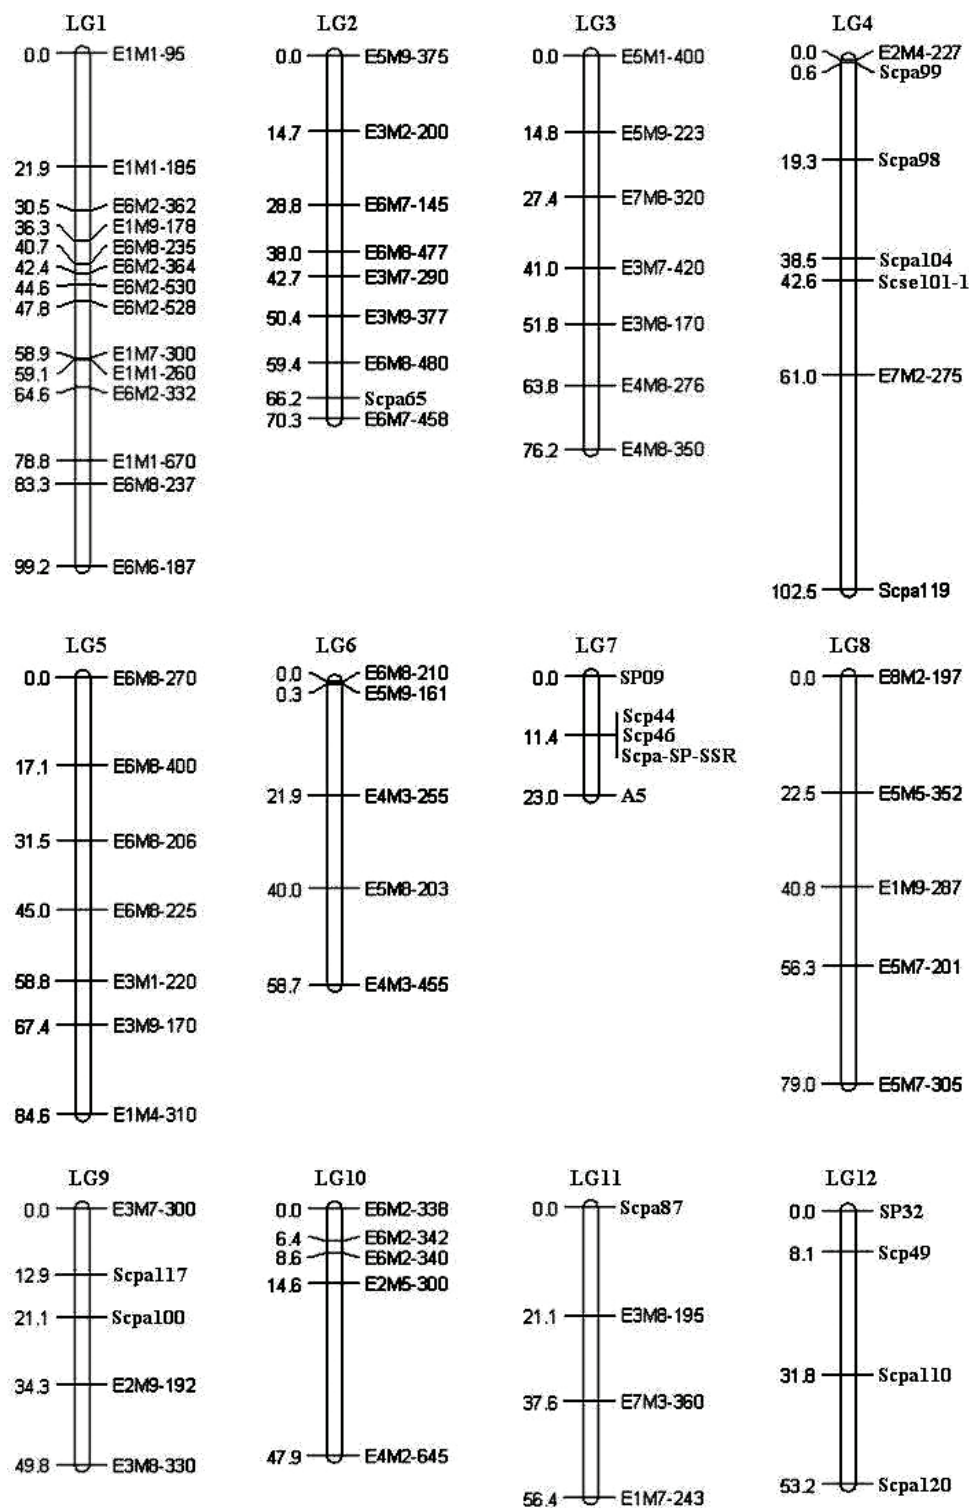 LG1
0.0 E1M1-95
21.9 E1M1-185
30.5 E6M2-362
36.3 E1M9-178
40.7 E6M8-235
42.4 E6M2-364
44.6 E6M2-530
47.8 E6M2-528
58.9 E1M7-300
59.1 E1M1-260
64.6 E6M2-332
78.8 E1M1-670
83.3 E6M8-237
99.2 E6M6-187
LG2
0.0 E5M9-375
14.7 E3M2-200
28.8 E6M7-145
38.0 E6M8-477
42.7 E3M7-290
50.4 E3M9-377
59.4 E6M8-480
66.2 Scpa65
70.3 E6M7-458
LG3
0.0 E5M1-400
14.8 E5M9-223
27.4 E7M8-320
41.0 E3M7-420
51.8 E3M8-170
63.8 E4M8-276
76.2 E4M8-350
LG4
0.0 E2M4-227
0.6 Scpa99
19.3 Scpa98
38.5 Scpa104
42.6 Scse101-1
61.0 E7M2-275
102.5 Scpa119
LG5
0.0 E6M8-270
17.1 E6M8-400
31.5 E6M8-206
45.0 E6M8-225
58.8 E3M1-220
67.4 E3M9-170
84.6 E1M4-310
LG6
0.0 E6M8-210
0.3 E5M9-161
21.9 E4M3-255
40.0 E5M8-203
58.7 E4M3-455
LG7
0.0 SP09
Scp44
11.4 Scp46
Scpa-SP-SSR
23.0 A5
LG8
0.0 E8M2-197
22.5 E5M5-352
40.8 E1M9-287
56.3 E5M7-201
79.0 E5M7-305
LG9
0.0 E3M7-300
12.9 Scpa117
21.1 Scpa100
34.3 E2M9-192
49.8 E3M8-330
LG10
0.0 E6M2-338
6.4 E6M2-342
8.6 E6M2-340
14.6 E2M5-300
47.9 E4M2-645
LG11
0.0 Scpa87
21.1 E3M8-195
37.6 E7M3-360
56.4 E1M7-243
LG12
0.0 SP32
8.1 Scp49
31.8 Scpa110
53.2 Scpa120